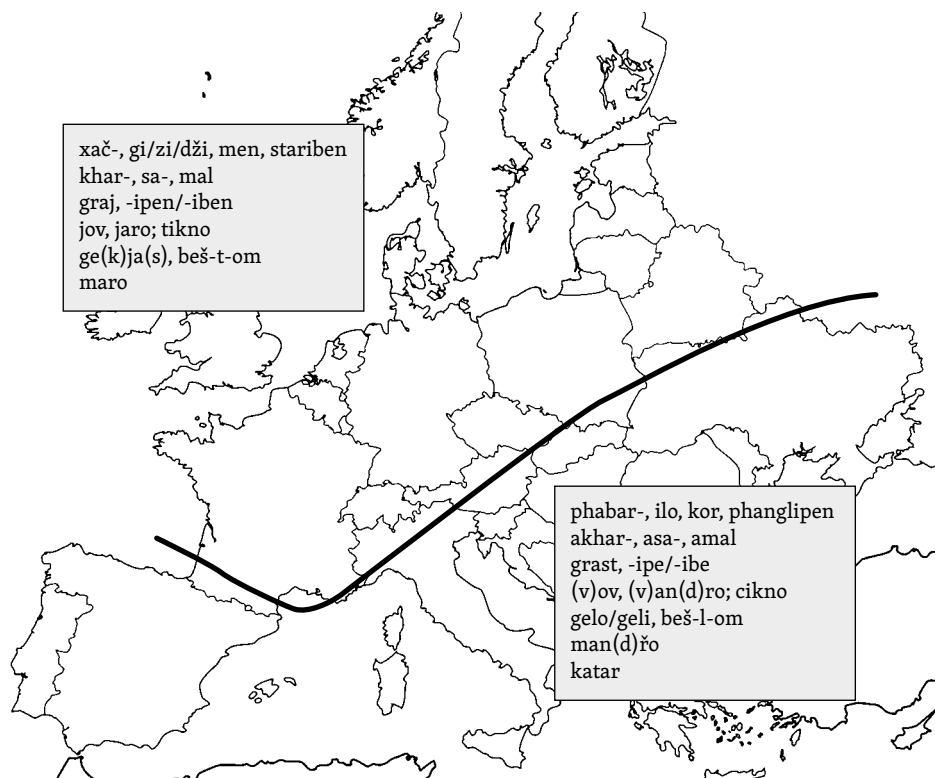 xač-, gi/zi/dži, men, stariben
khar-, sa-, mal
graj, -ipen/-iben
jov, jaro; tikno
ge(k)ja(s), beš-t-om
maro
phabar-, ilo, kor, phanglipen
akhar-, asa-, amal
grast, -ipe/-ibe
(v)ov, (v)an(d)ro; cikno
gelo/geli, beš-l-om
man(d)řo
katar